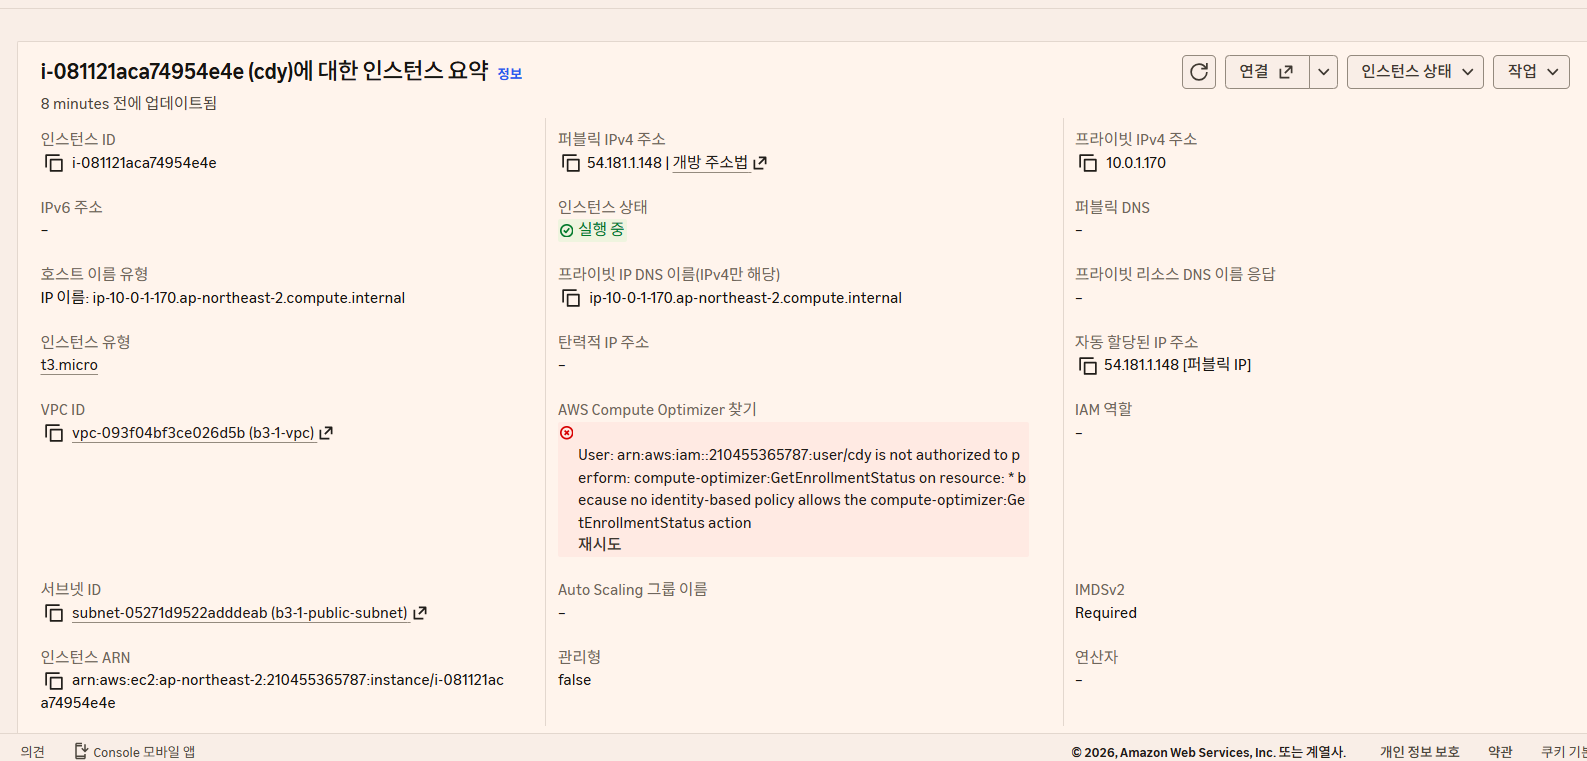 i-081121aca74954e4e (cdy)에 대한 인스턴스 요약 정보
8 minutes 전에 업데이트됨
연결
인스턴스 상태
작업
인스턴스 ID
i-081121aca74954e4e
퍼블릭 IPv4 주소
54.181.1.148 | 개방 주소법
프라이빗 IPv4 주소
10.0.1.170
IPv6 주소
–
인스턴스 상태
실행 중
퍼블릭 DNS
–
호스트 이름 유형
IP 이름: ip-10-0-1-170.ap-northeast-2.compute.internal
프라이빗 IP DNS 이름(IPv4만 해당)
ip-10-0-1-170.ap-northeast-2.compute.internal
프라이빗 리소스 DNS 이름 응답
–
인스턴스 유형
t3.micro
탄력적 IP 주소
–
자동 할당된 IP 주소
54.181.1.148 [퍼블릭 IP]
VPC ID
vpc-093f04bf3ce026d5b (b3-1-vpc)
AWS Compute Optimizer 찾기
User: arn:aws:iam::210455365787:user/cdy is not authorized to p
erform: compute-optimizer:GetEnrollmentStatus on resource: * b
ecause no identity-based policy allows the compute-optimizer:Ge
tEnrollmentStatus action
재시도
IAM 역할
–
서브넷 ID
subnet-05271d9522adddeab (b3-1-public-subnet)
Auto Scaling 그룹 이름
–
IMDSv2
Required
인스턴스 ARN
arn:aws:ec2:ap-northeast-2:210455365787:instance/i-081121ac
a74954e4e
관리형
false
연산자
–
의견
Console 모바일 앱
© 2026, Amazon Web Services, Inc. 또는 계열사.
개인 정보 보호
약관
쿠키 기본